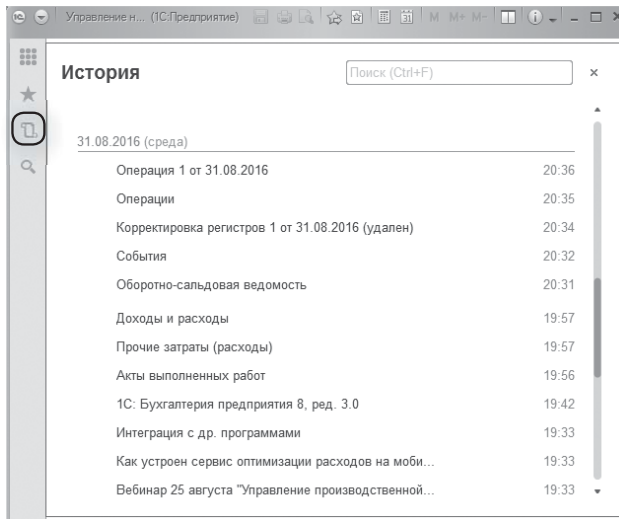 Управление н... (1С:Предприятие) M M+ M-
История Поиск (Ctrl+F)
31.08.2016 (среда)
Операция 1 от 31.08.2016 20:36
Операции 20:35
Корректировка регистров 1 от 31.08.2016 (удален) 20:34
События 20:32
Оборотно-сальдовая ведомость 20:31
Доходы и расходы 19:57
Прочие затраты (расходы) 19:57
Акты выполненных работ 19:56
1С: Бухгалтерия предприятия 8, ред. 3.0 19:42
Интеграция с др. программами 19:33
Как устроен сервис оптимизации расходов на моби... 19:33
Вебинар 25 августа "Управление производственной... 19:33